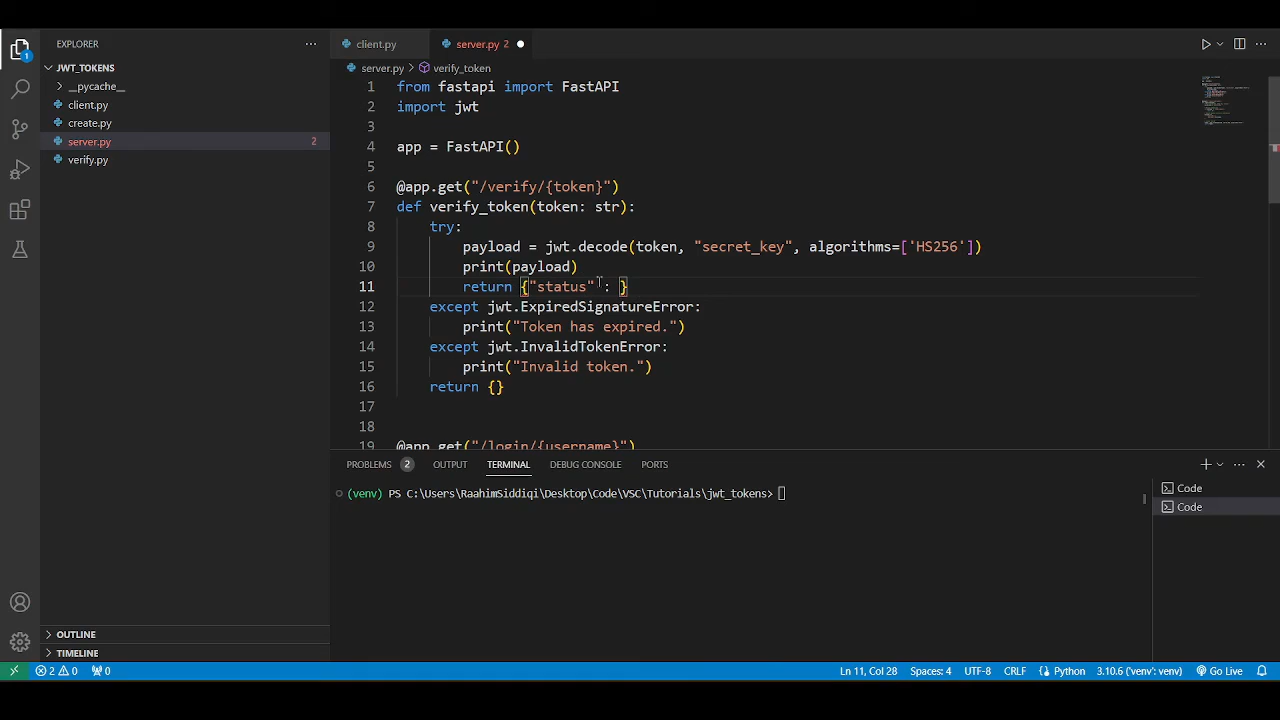 EXPLORER
JWT_TOKENS
__pycache__
client.py
create.py
server.py 2
verify.py
OUTLINE
TIMELINE
1
client.py server.py 2
server.py verify_token
1 from fastapi import FastAPI
2 import jwt
3
4 app = FastAPI()
5
6 @app.get("/verify/{token}")
7 def verify_token(token: str):
8 try:
9 payload = jwt.decode(token, "secret_key", algorithms=['HS256'])
10 print(payload)
11 return {"status" : }
12 except jwt.ExpiredSignatureError:
13 print("Token has expired.")
14 except jwt.InvalidTokenError:
15 print("Invalid token.")
16 return {}
17
18
19 @app.get("/login/{username}")
PROBLEMS 2 OUTPUT TERMINAL DEBUG CONSOLE PORTS
(venv) PS C:\Users\RaahimSiddiqi\Desktop\Code\VSC\Tutorials\jwt_tokens>
Code
Code
2 0 0 Ln 11, Col 28 Spaces: 4 UTF-8 CRLF Python 3.10.6 ('venv': venv) Go Live